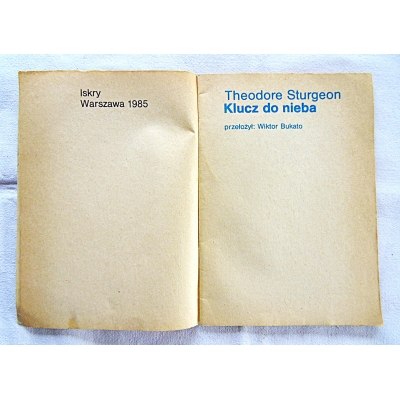 Iskry
Warszawa 1985
Theodore Sturgeon
Klucz do nieba
przełożył: Wiktor Bukato